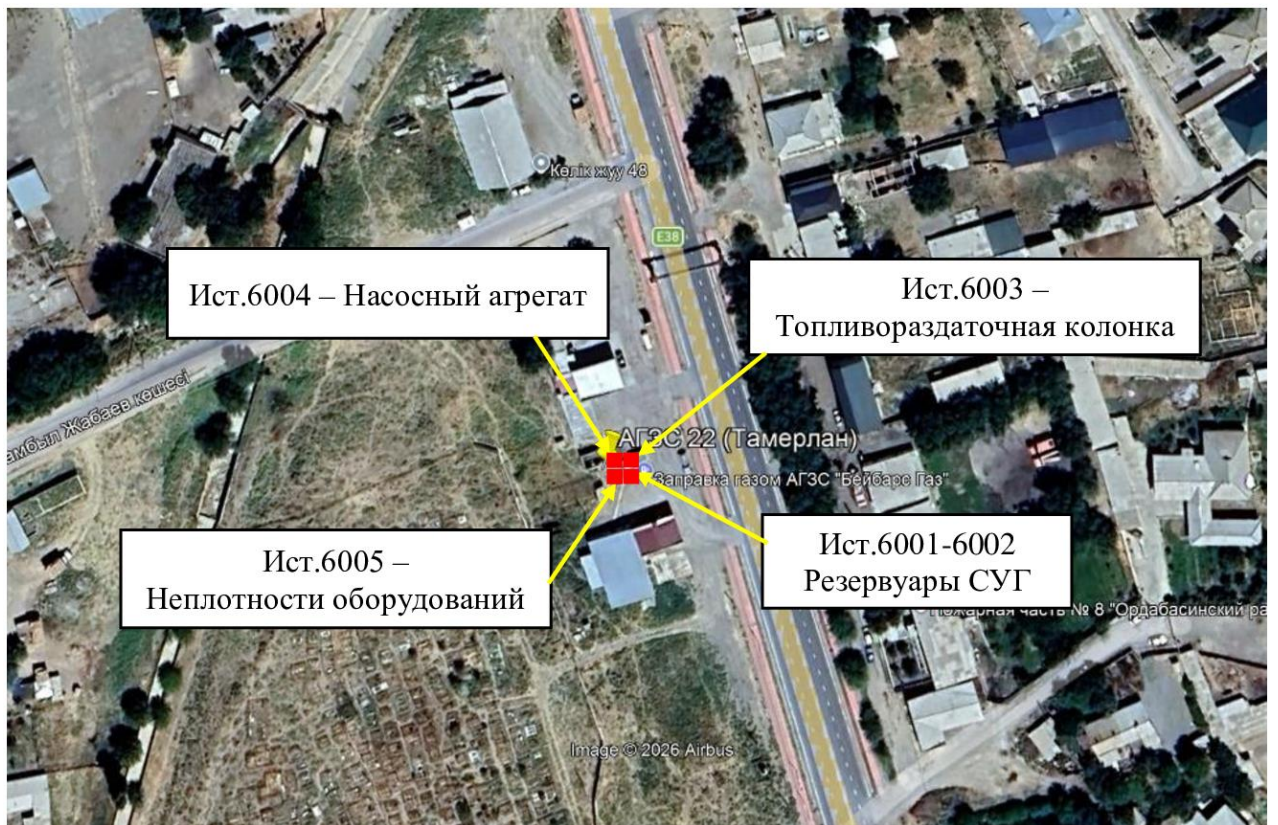 Көлік жуу 48
E38
Ист.6004 – Насосный агрегат
Ист.6003 –
Топливораздаточная колонка
амбыл Жабаев көшесі
АГЗС 22 (Тамерлан)
Заправка газом АГЗС "Бейбарс Газ"
Ист.6005 –
Неплотности оборудований
Ист.6001-6002
Резервуары СУГ
Пожарная часть № 8 "Ордабасинский ра
Image © 2026 Airbus